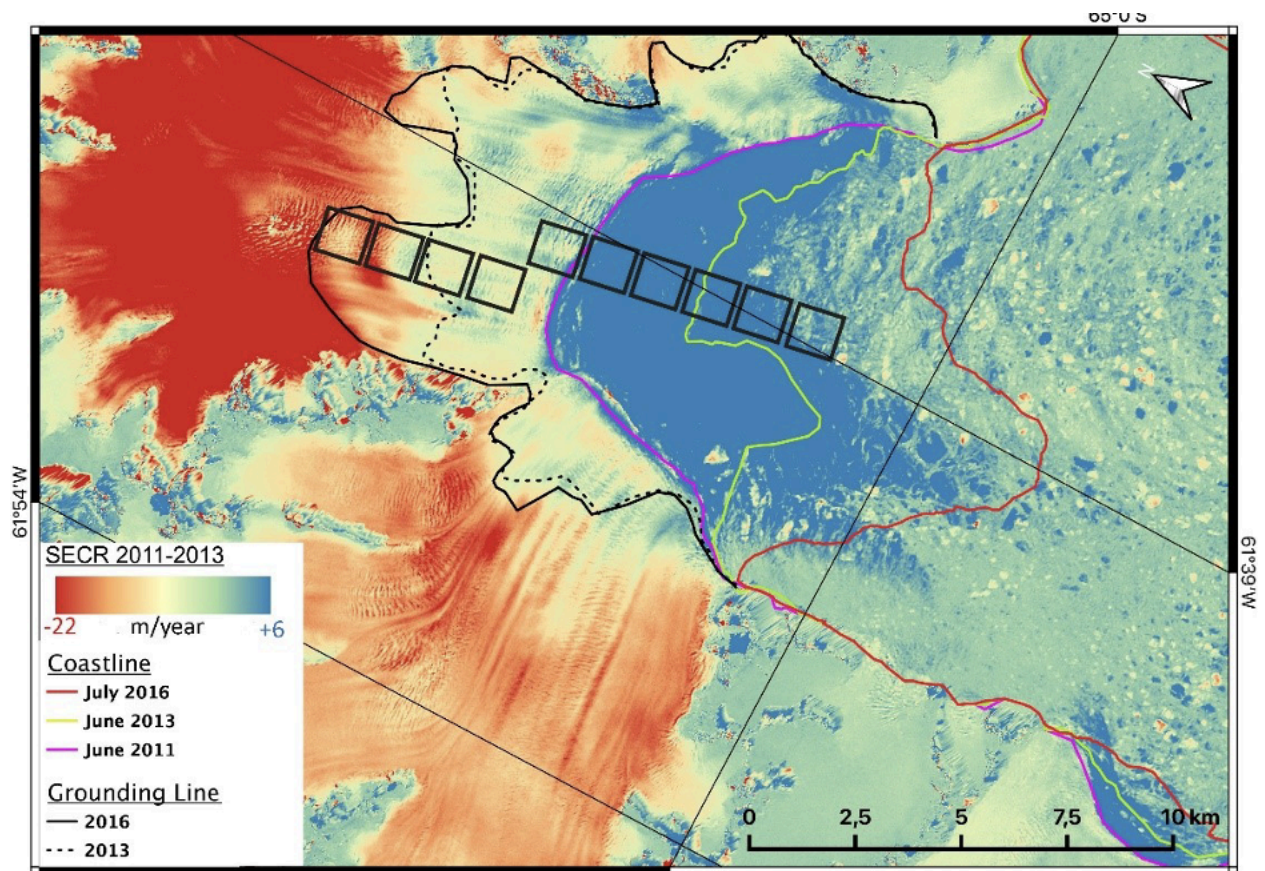 65°0'S
61°54'W
61°39'W
SECR 2011-2013
-22 m/year +6
Coastline
July 2016
June 2013
June 2011
Grounding Line
2016
2013
0 2,5 5 7,5 10 km
N